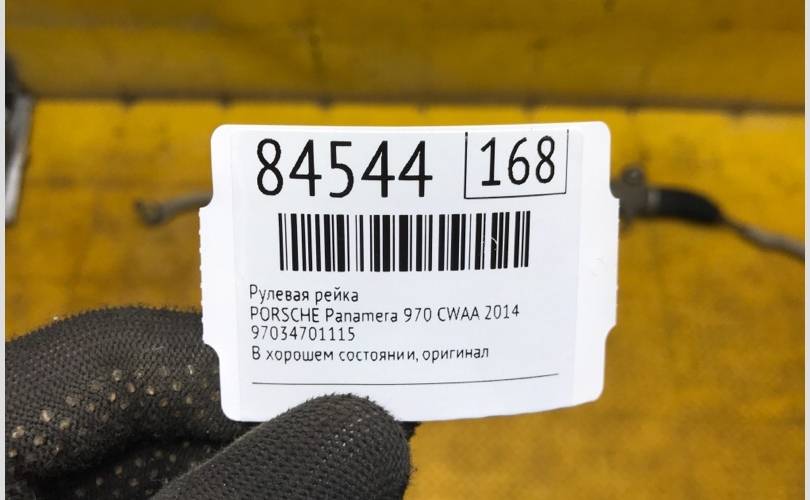 84544 168
Рулевая рейка
PORSCHE Panamera 970 CWAA 2014
97034701115
В хорошем состоянии, оригинал